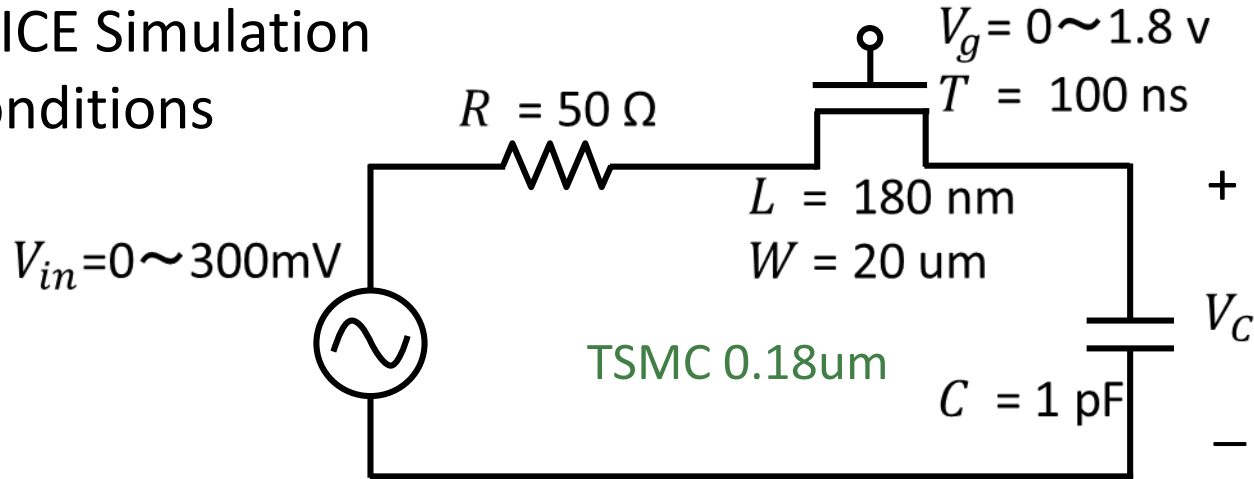 ICE Simulation
onditions
R = 50 Ω
V_g = 0～1.8 v
T = 100 ns
L = 180 nm
W = 20 um
V_in=0～300mV
TSMC 0.18um
C = 1 pF
+
V_C
−